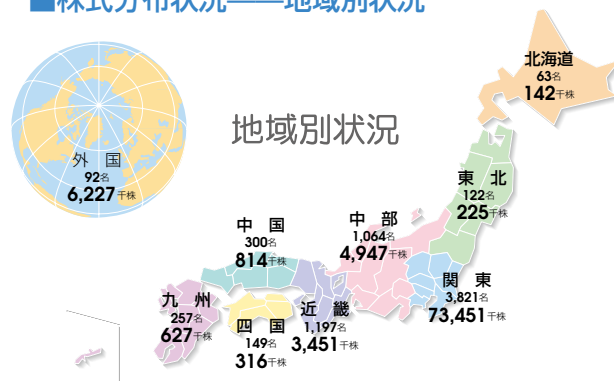 ■株式分布状況——地域別状況
地域別状況
北海道
63名
142千株
外　国
92名
6,227千株
東　北
122名
225千株
中　国
300名
814千株
中　部
1,064名
4,947千株
関　東
3,821名
73,451千株
九　州
257名
627千株
四　国
149名
316千株
近　畿
1,197名
3,451千株